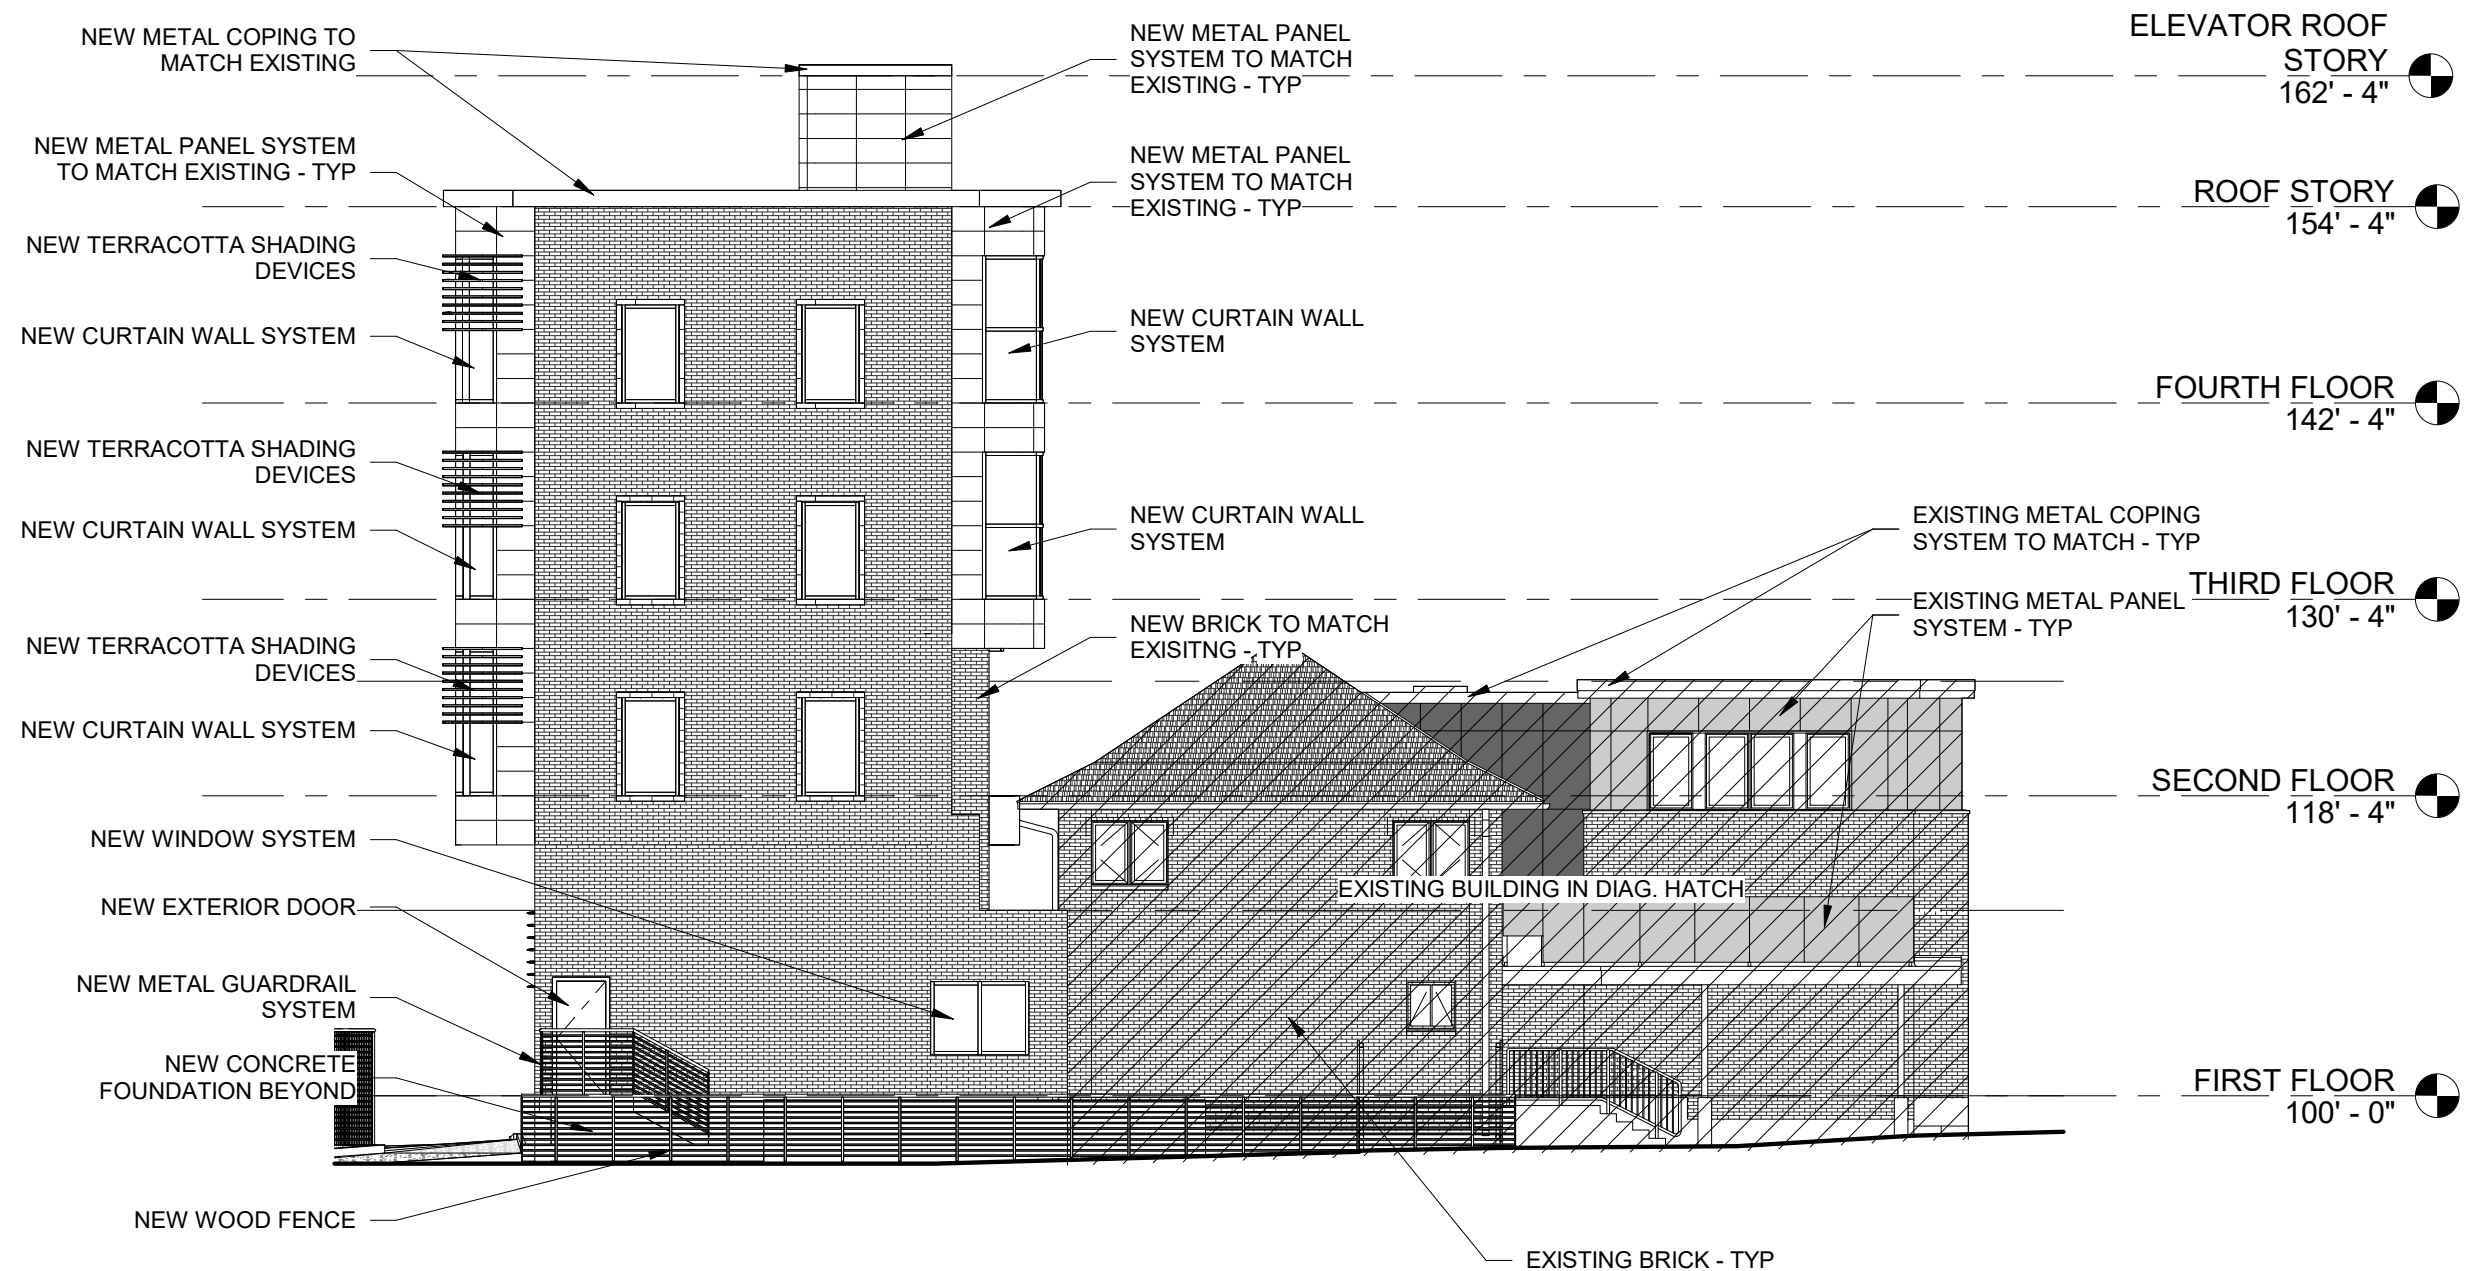 NEW METAL COPING TO
MATCH EXISTING
NEW METAL PANEL SYSTEM
TO MATCH EXISTING - TYP
NEW TERRACOTTA SHADING
DEVICES
NEW CURTAIN WALL SYSTEM
NEW TERRACOTTA SHADING
DEVICES
NEW CURTAIN WALL SYSTEM
NEW TERRACOTTA SHADING
DEVICES
NEW CURTAIN WALL SYSTEM
NEW WINDOW SYSTEM
NEW EXTERIOR DOOR
NEW METAL GUARDRAIL
SYSTEM
NEW CONCRETE
FOUNDATION BEYOND
NEW WOOD FENCE
NEW METAL PANEL
SYSTEM TO MATCH
EXISTING - TYP
NEW METAL PANEL
SYSTEM TO MATCH
EXISTING - TYP
NEW CURTAIN WALL
SYSTEM
NEW CURTAIN WALL
SYSTEM
NEW BRICK TO MATCH
EXISITNG - TYP
EXISTING BUILDING IN DIAG. HATCH
EXISTING BRICK - TYP
EXISTING METAL COPING
SYSTEM TO MATCH - TYP
EXISTING METAL PANEL
SYSTEM - TYP
ELEVATOR ROOF
STORY
162' - 4"
ROOF STORY
154' - 4"
FOURTH FLOOR
142' - 4"
THIRD FLOOR
130' - 4"
SECOND FLOOR
118' - 4"
FIRST FLOOR
100' - 0"